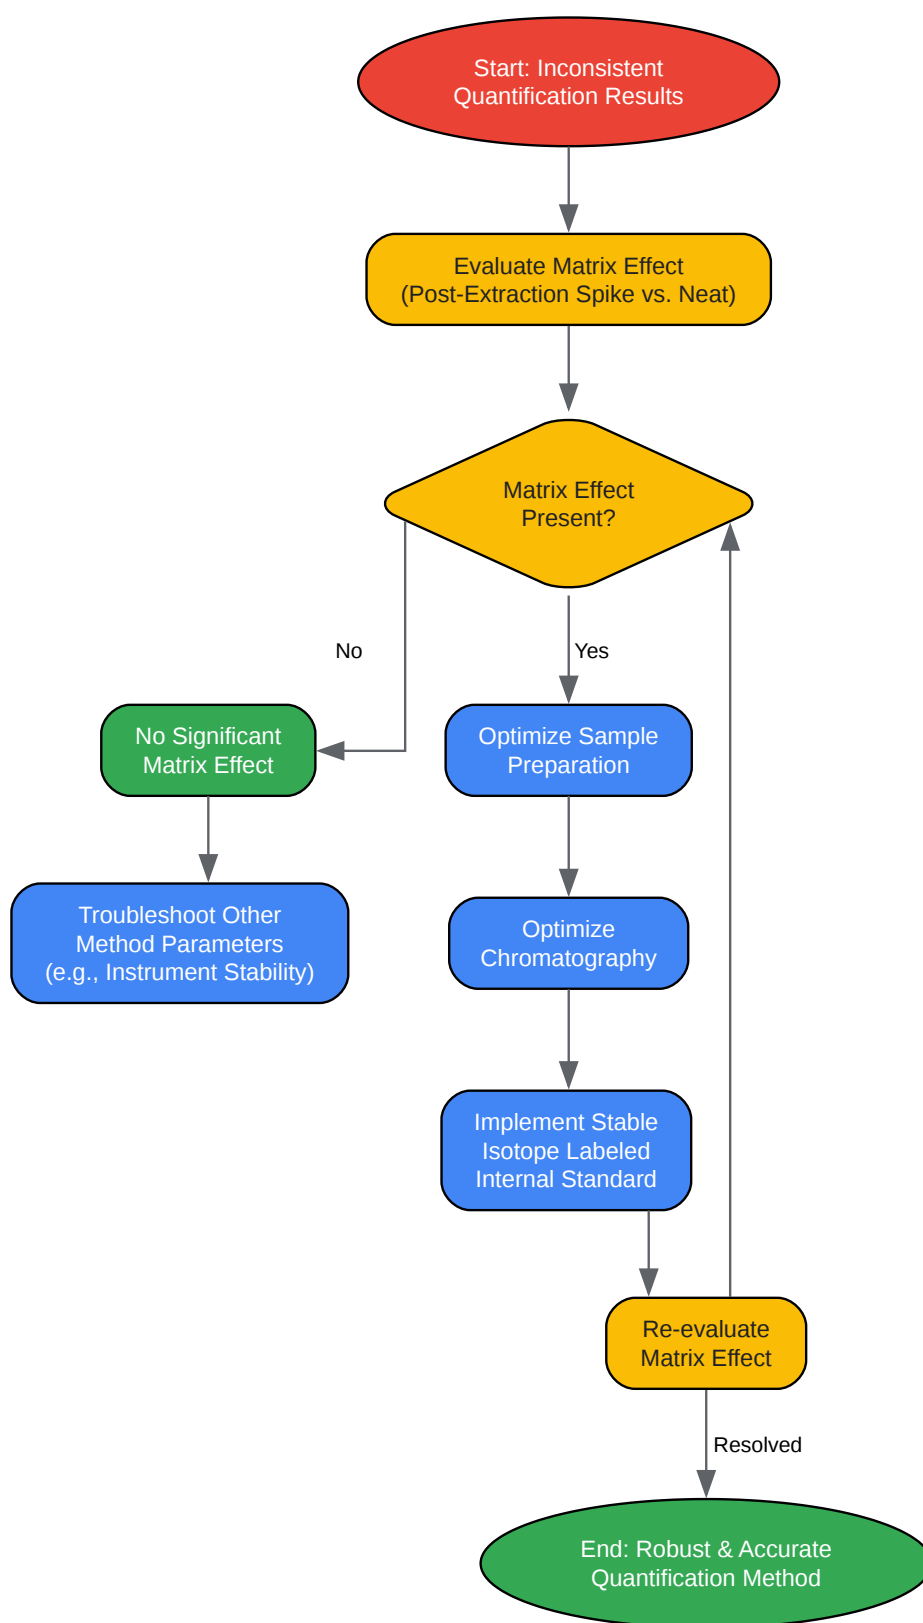 Start: Inconsistent
Quantification Results
Evaluate Matrix Effect
(Post-Extraction Spike vs. Neat)
Matrix Effect
Present?
No
Yes
No Significant
Matrix Effect
Optimize Sample
Preparation
Troubleshoot Other
Method Parameters
(e.g., Instrument Stability)
Optimize
Chromatography
Implement Stable
Isotope Labeled
Internal Standard
Re-evaluate
Matrix Effect
Resolved
End: Robust & Accurate
Quantification Method